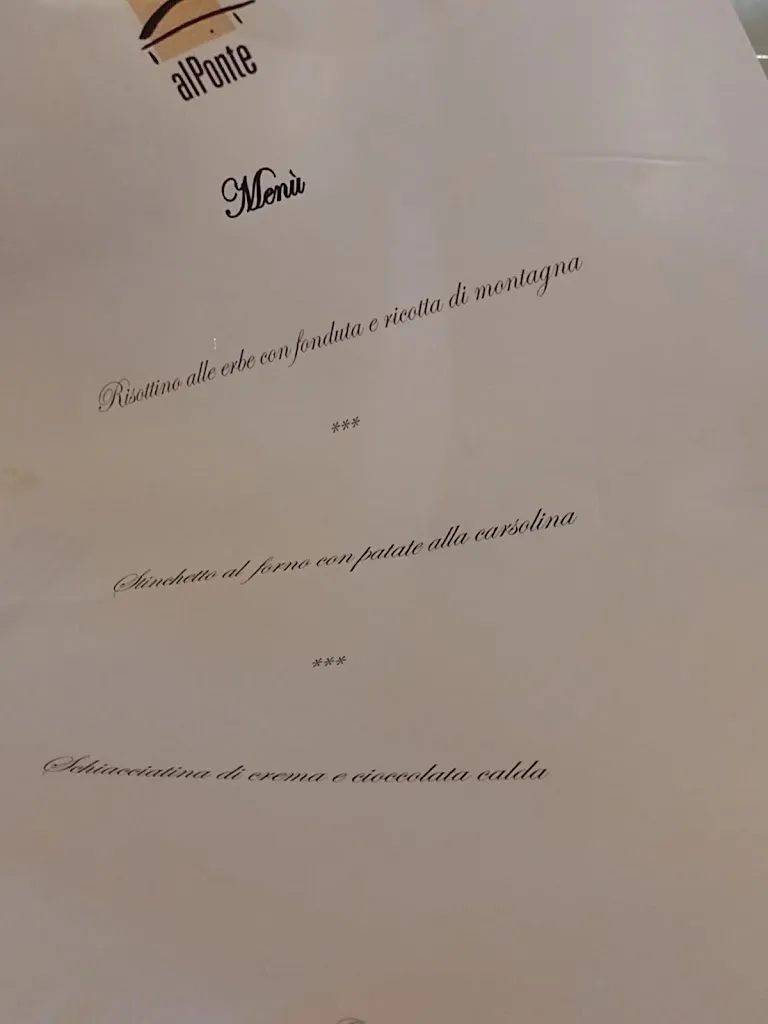 alPonte
Menù
Risottino alle erbe con fonduta e ricotta di montagna
***
Stinchetto al forno con patate alla carsolina
***
Schiacciatina di crema e cioccolata calda